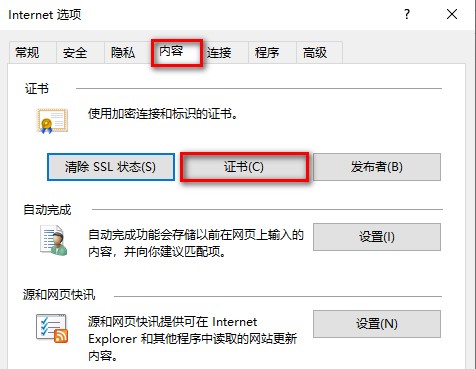 Internet 选项
? ×
常规 安全 隐私 内容 连接 程序 高级
证书
使用加密连接和标识的证书。
清除 SSL 状态(S) 证书(C) 发布者(B)
自动完成
自动完成功能会存储以前在网页上输入的
内容,并向你建议匹配项。
设置(I)
源和网页快讯
源和网页快讯提供可在 Internet
Explorer 和其他程序中读取的网站更新
内容。
设置(N)